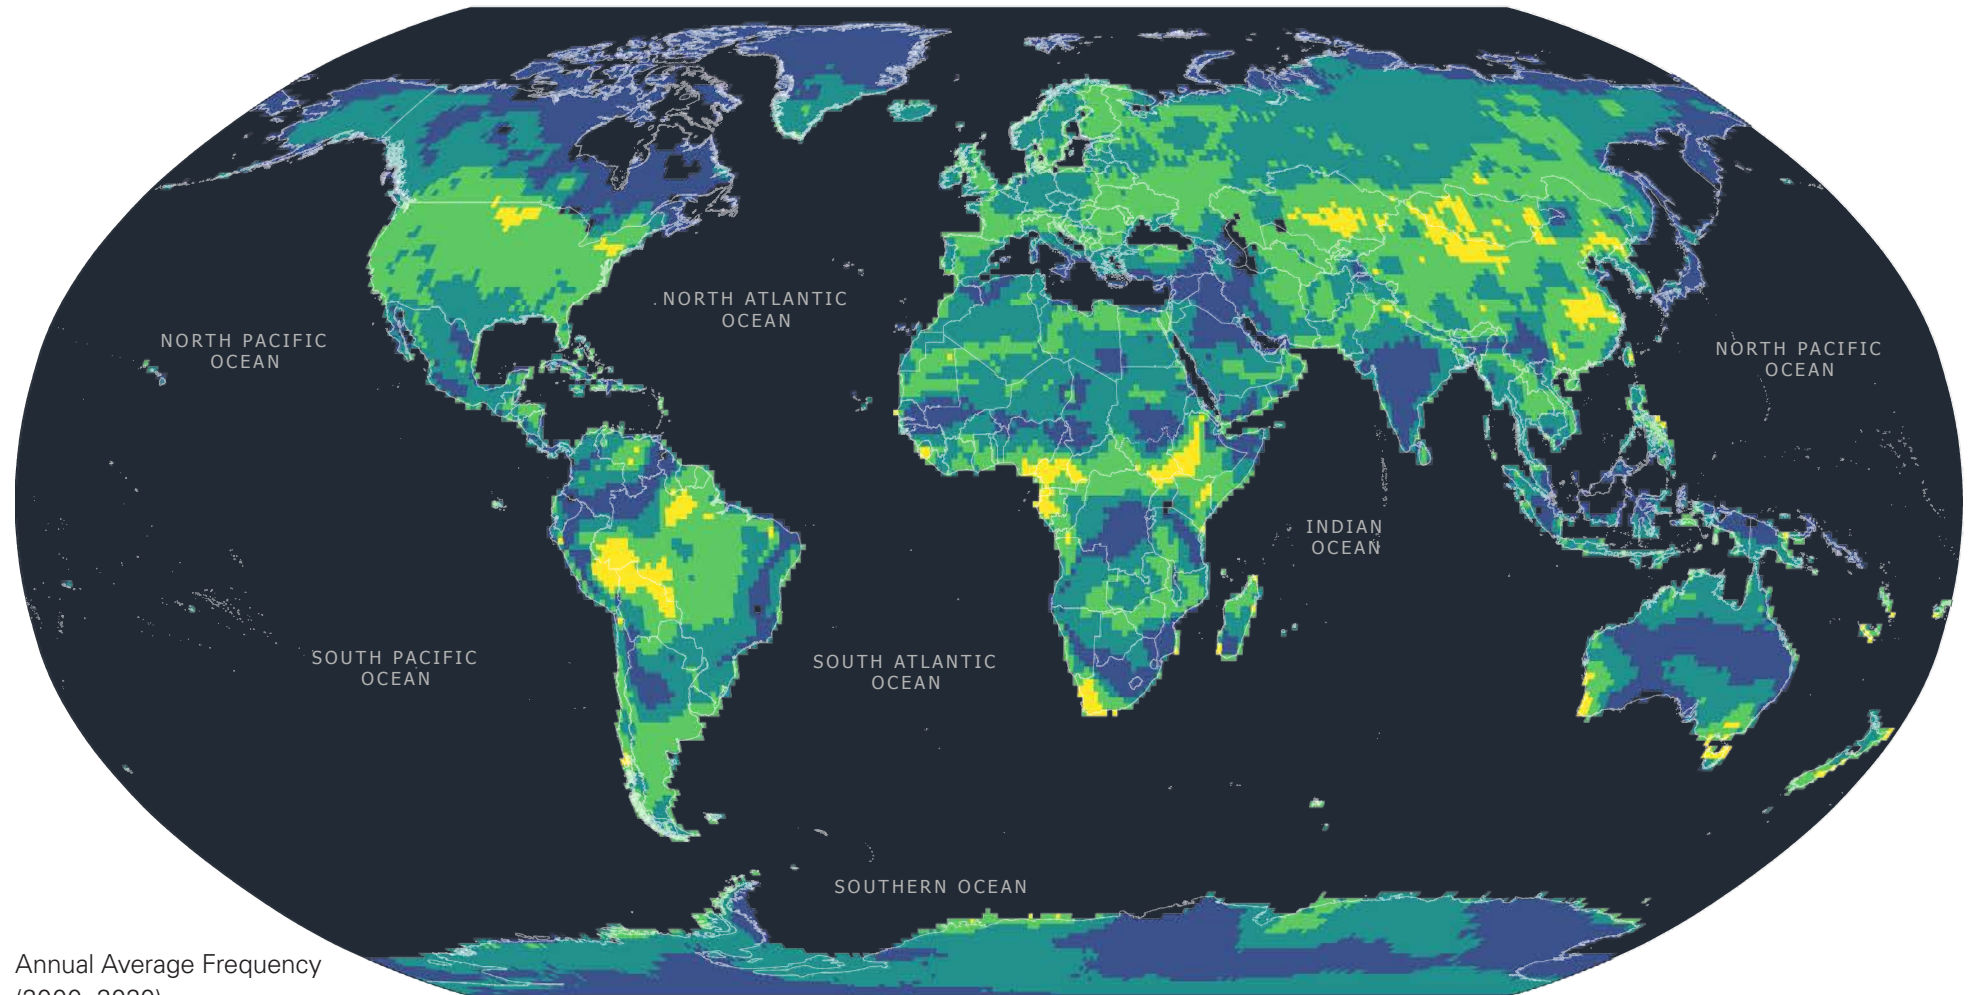 NORTH ATLANTIC
OCEAN
NORTH PACIFIC
OCEAN
NORTH PACIFIC
OCEAN
INDIAN
OCEAN
SOUTH PACIFIC
OCEAN
SOUTH ATLANTIC
OCEAN
SOUTHERN OCEAN
Annual Average Frequency